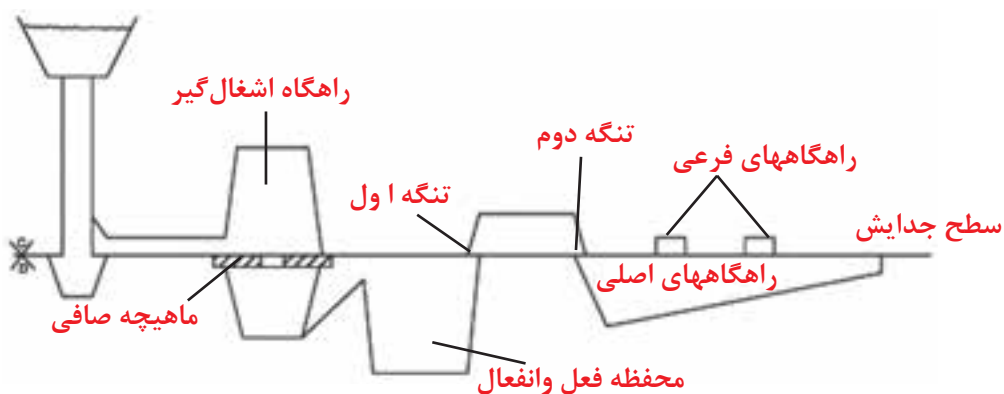 راهگاه اشغال‌گیر
تنگه دوم
راهگاههای فرعی
تنگه ا ول
سطح جدایش
راهگاههای اصلی
ماهیچه صافی
محفظه فعل وانفعال